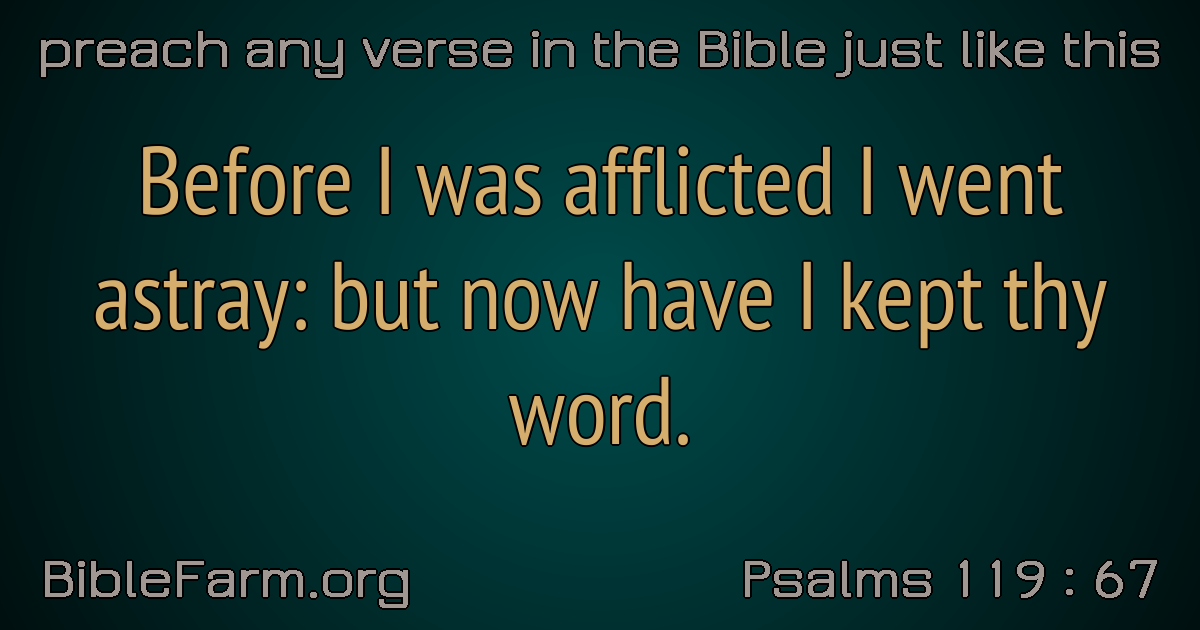 preach any verse in the Bible just like this
Before I was afflicted I went
astray: but now have I kept thy
word.
BibleFarm.org
Psalms 119 : 67